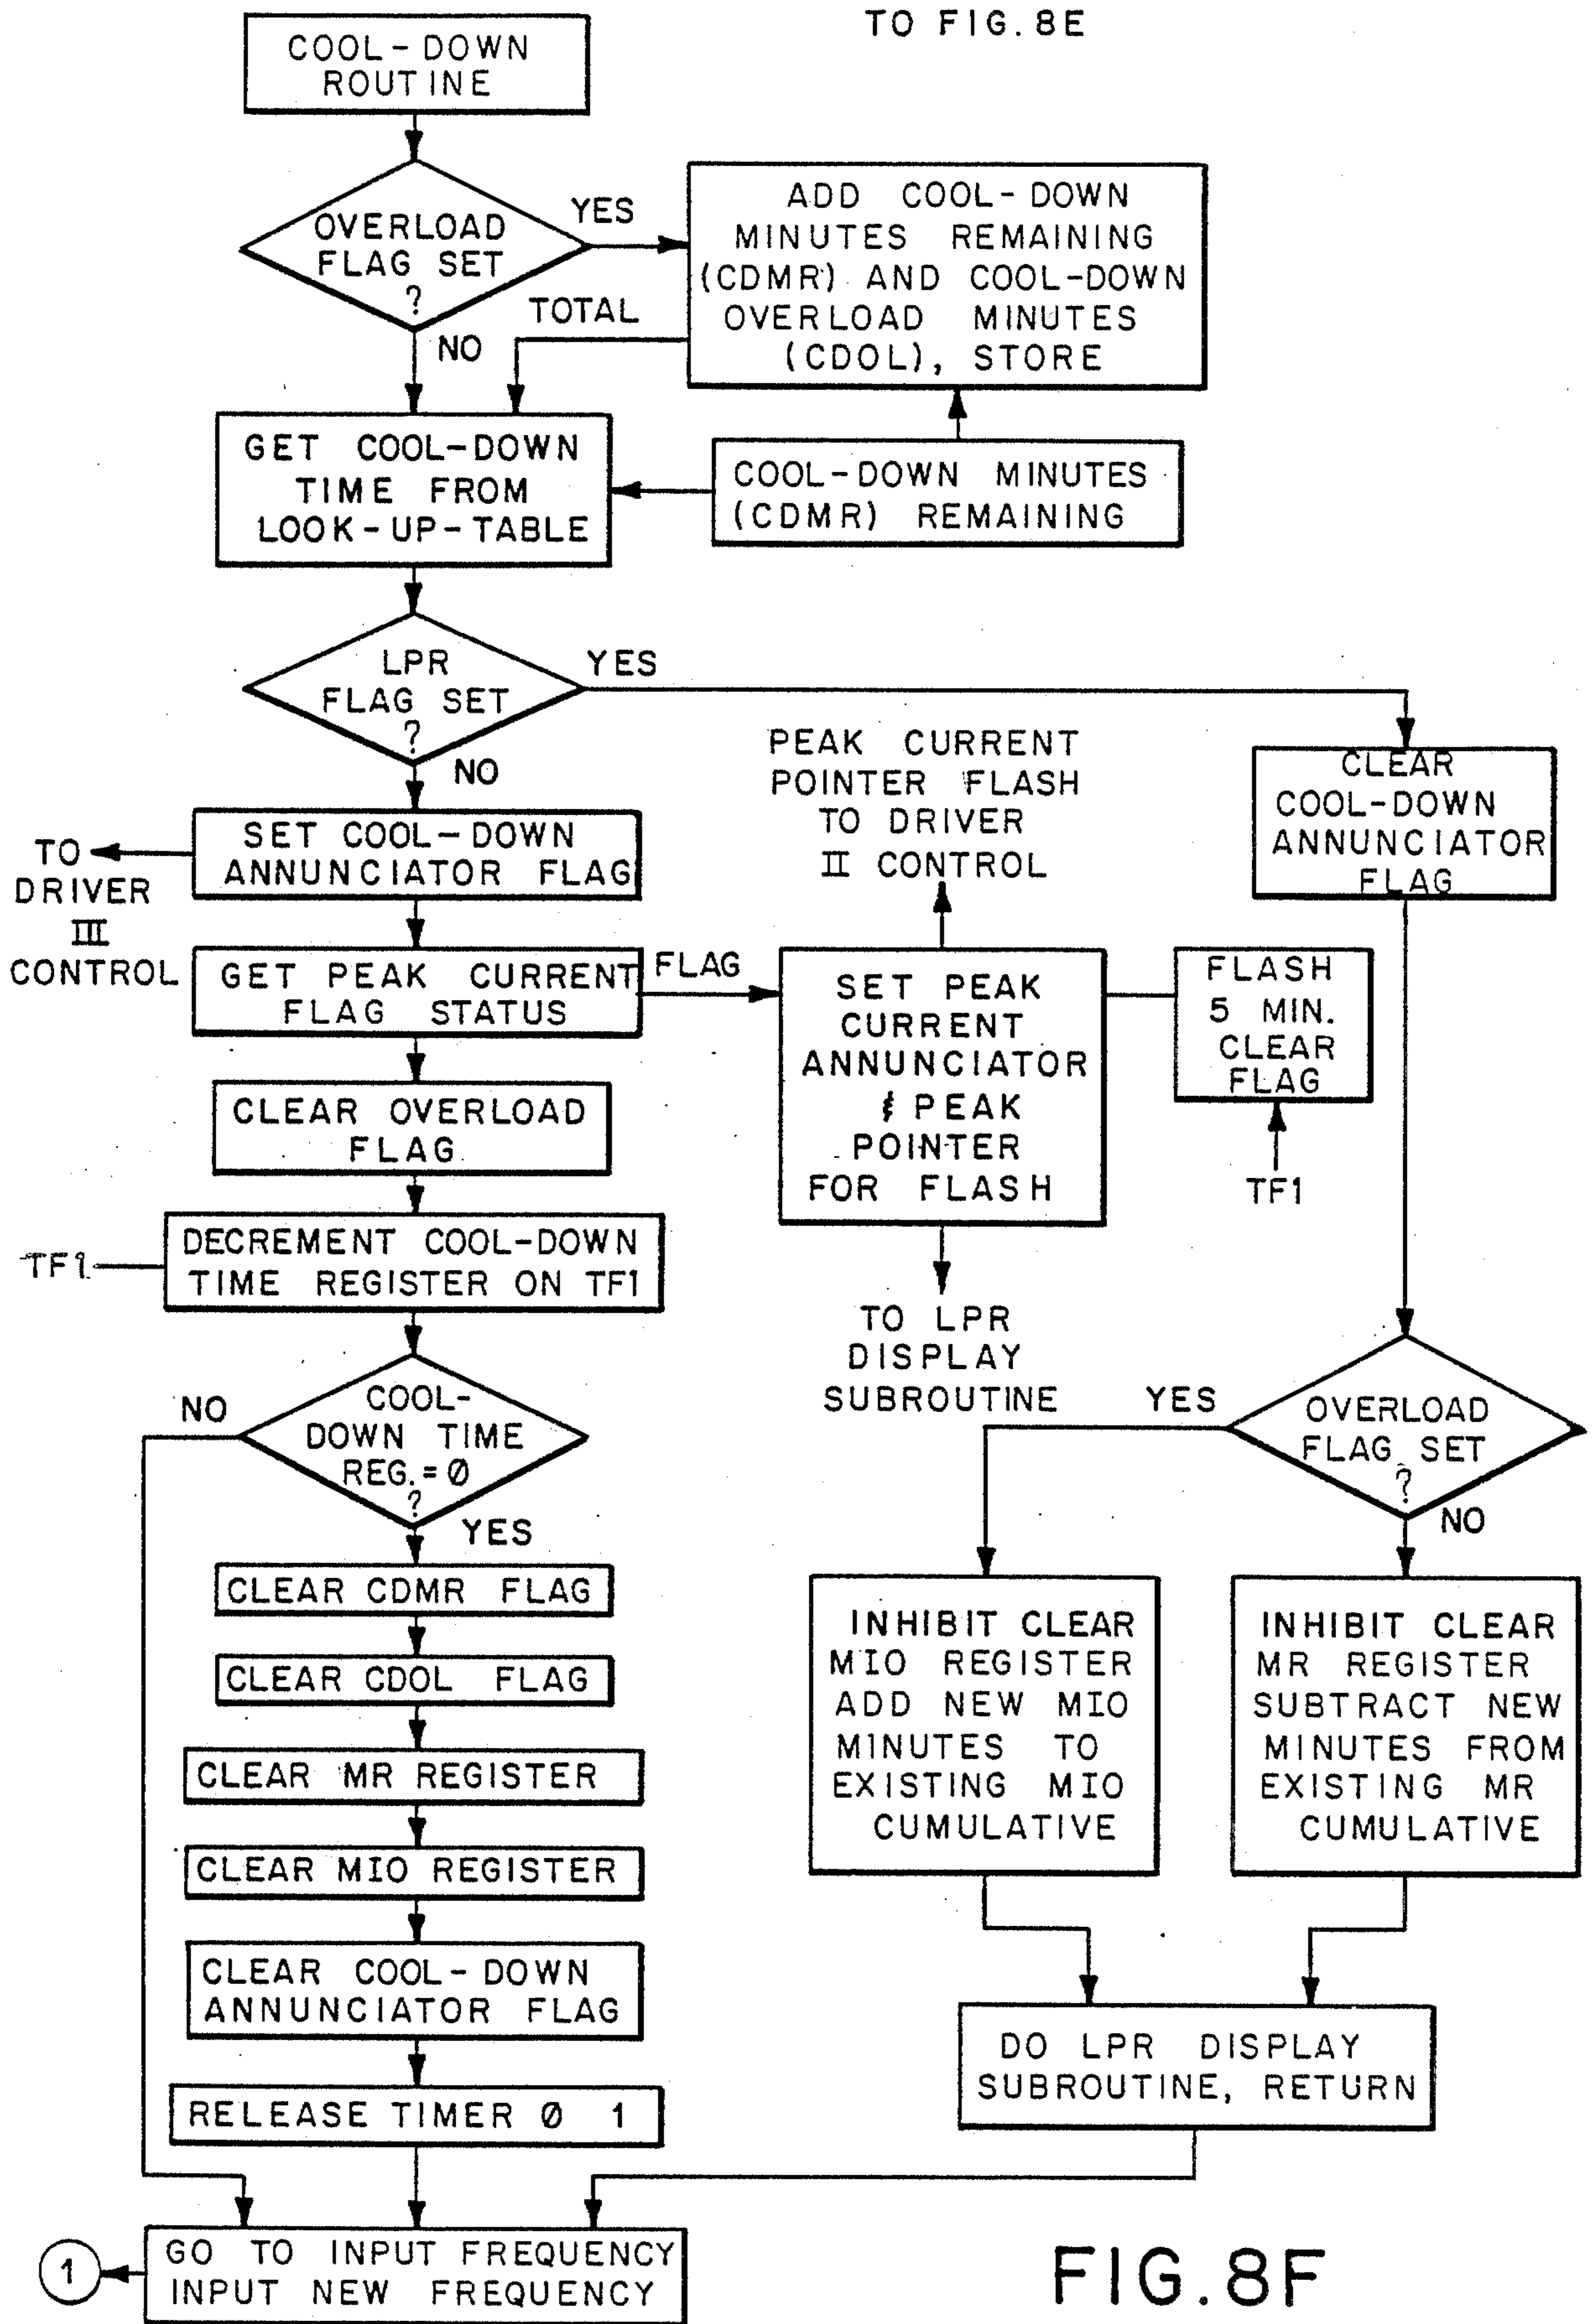 TO FIG. 8E
COOL-DOWN
ROUTINE
OVERLOAD
FLAG SET
?
YES
NO
ADD COOL-DOWN
MINUTES REMAINING
(CDMR) AND COOL-DOWN
OVERLOAD MINUTES
(CDOL), STORE
TOTAL
GET COOL-DOWN
TIME FROM
LOOK-UP-TABLE
COOL-DOWN MINUTES
(CDMR) REMAINING
LPR
FLAG SET
?
YES
NO
SET COOL-DOWN
ANNUNCIATOR FLAG
TO
DRIVER
III
CONTROL
PEAK CURRENT
POINTER FLASH
TO DRIVER
II CONTROL
CLEAR
COOL-DOWN
ANNUNCIATOR
FLAG
GET PEAK CURRENT
FLAG STATUS
FLAG
SET PEAK
CURRENT
ANNUNCIATOR
& PEAK
POINTER
FOR FLASH
FLASH
5 MIN.
CLEAR
FLAG
TF1
CLEAR OVERLOAD
FLAG
TF1
DECREMENT COOL-DOWN
TIME REGISTER ON TF1
TO LPR
DISPLAY
SUBROUTINE
COOL-
DOWN TIME
REG. = Ø
?
NO
YES
OVERLOAD
FLAG SET
?
YES
NO
CLEAR CDMR FLAG
CLEAR CDOL FLAG
CLEAR MR REGISTER
CLEAR MIO REGISTER
CLEAR COOL-DOWN
ANNUNCIATOR FLAG
RELEASE TIMER Ø 1
INHIBIT CLEAR
MIO REGISTER
ADD NEW MIO
MINUTES TO
EXISTING MIO
CUMULATIVE
INHIBIT CLEAR
MR REGISTER
SUBTRACT NEW
MINUTES FROM
EXISTING MR
CUMULATIVE
DO LPR DISPLAY
SUBROUTINE, RETURN
GO TO INPUT FREQUENCY
INPUT NEW FREQUENCY
1
FIG. 8F